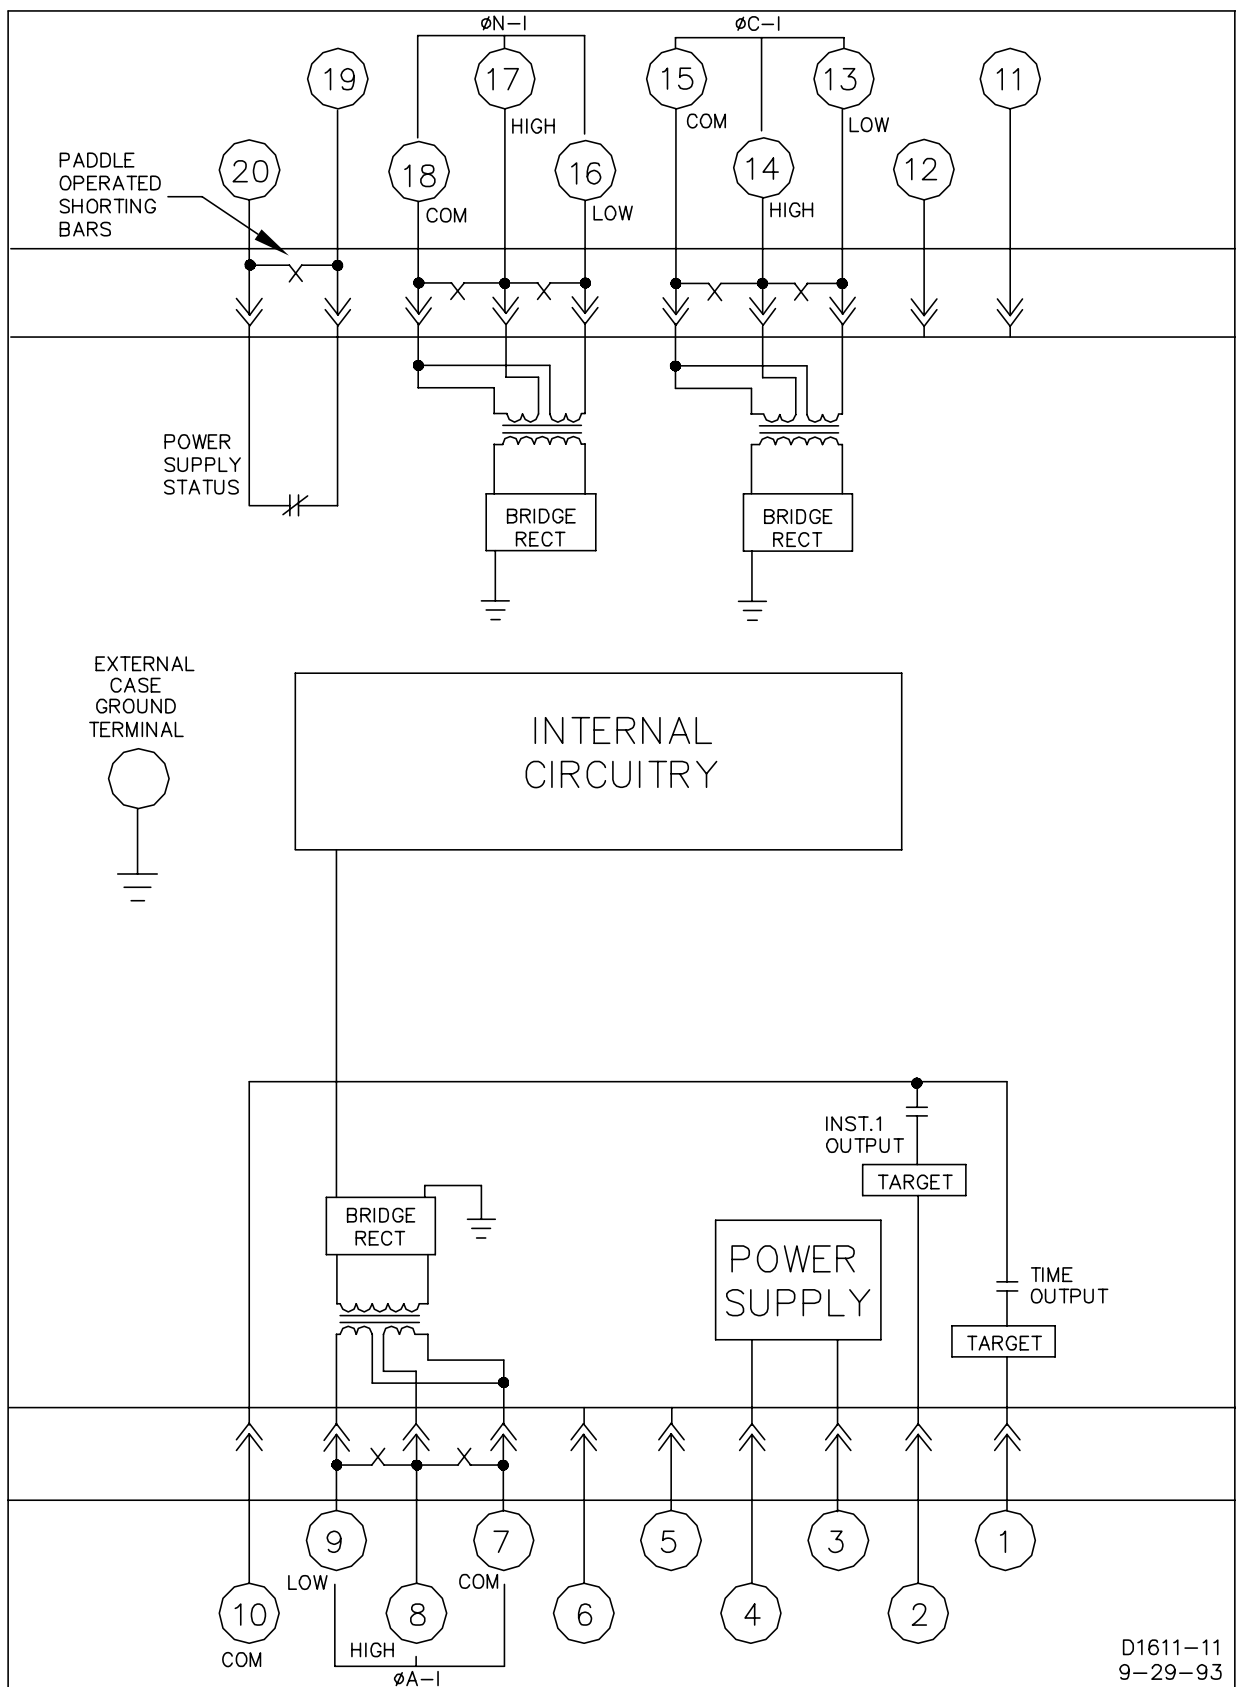 øN-I
øC-I
19
17
15
13
11
COM
HIGH
LOW
PADDLE
OPERATED
SHORTING
BARS
20
18
16
14
12
COM
LOW
HIGH
POWER
SUPPLY
STATUS
BRIDGE
RECT
BRIDGE
RECT
EXTERNAL
CASE
GROUND
TERMINAL
INTERNAL
CIRCUITRY
INST.1
OUTPUT
TARGET
BRIDGE
RECT
POWER
SUPPLY
TIME
OUTPUT
TARGET
9
7
5
3
1
LOW
COM
10
8
6
4
2
COM
HIGH
øA-I
D1611-11
9-29-93